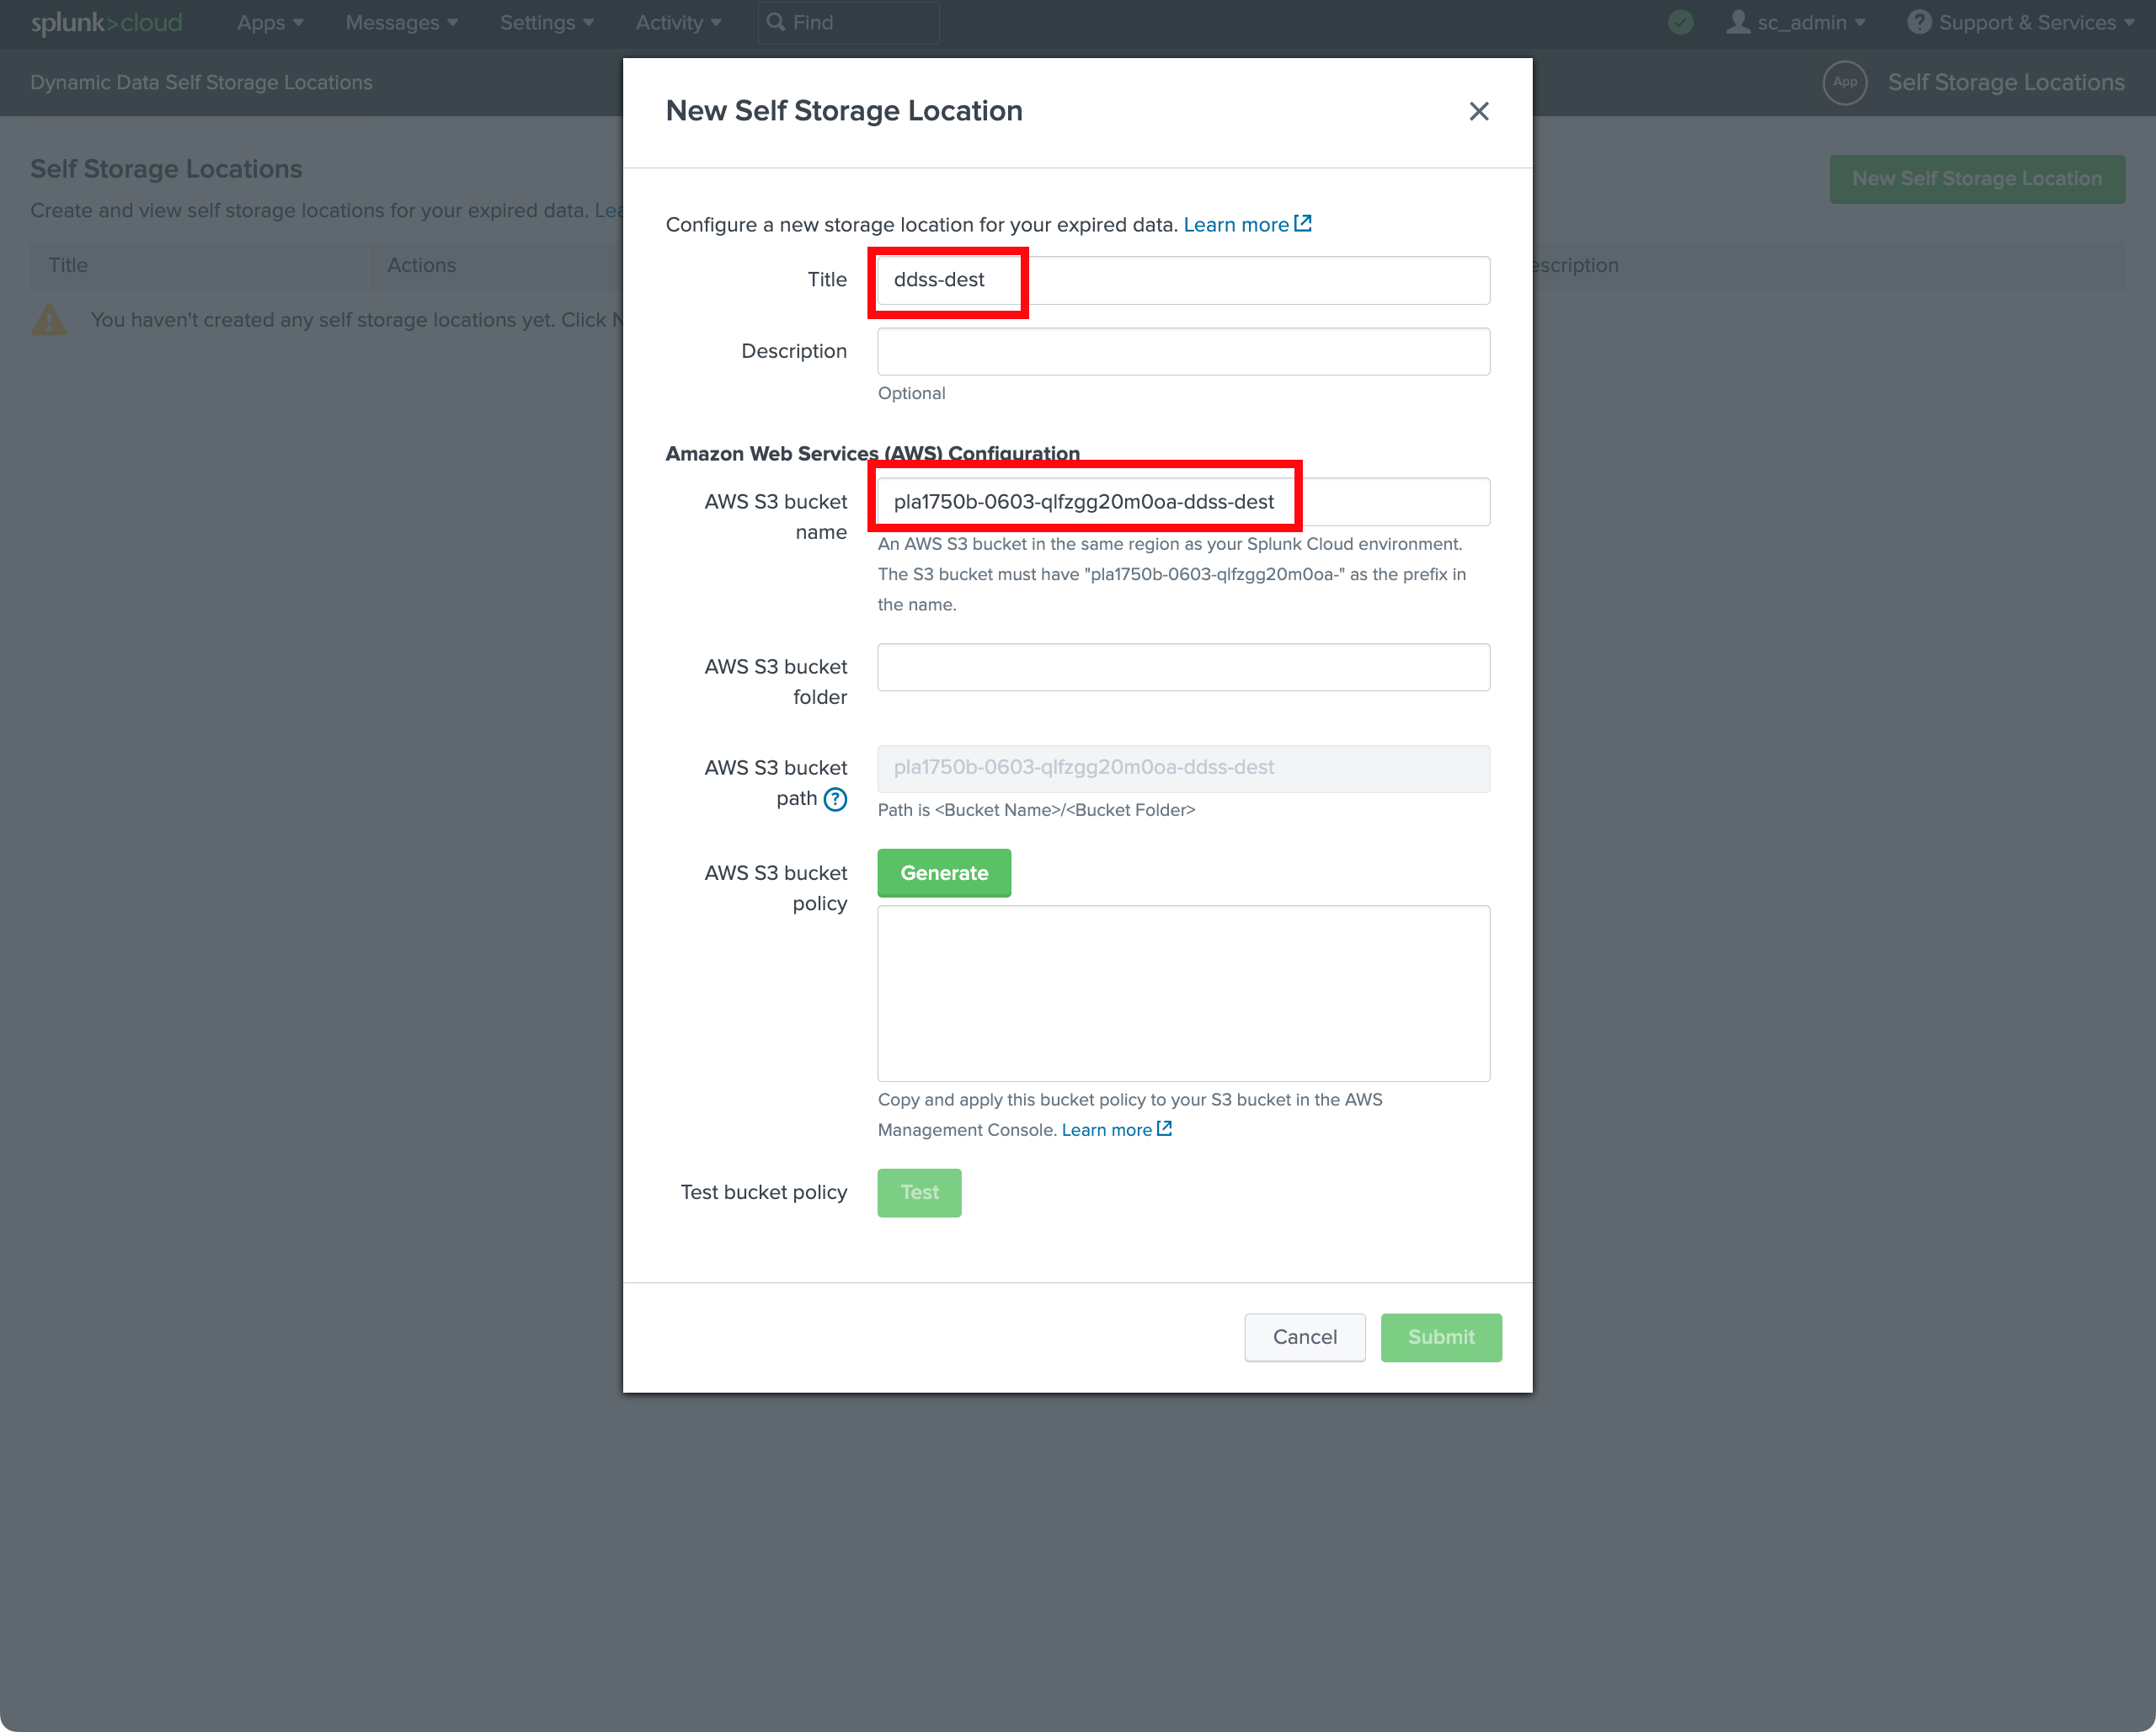 splunk>cloud Apps Messages Settings Activity Find sc_admin Support & Services
Dynamic Data Self Storage Locations
App Self Storage Locations
New Self Storage Location
Self Storage Locations
New Self Storage Location
Create and view self storage locations for your expired data.
Configure a new storage location for your expired data. Learn more
Title Actions
Title ddss-dest
You haven't created any self storage locations yet. Click
Description
Optional
Amazon Web Services (AWS) Configuration
AWS S3 bucket name
pla1750b-0603-qlfzgg20m0oa-ddss-dest
An AWS S3 bucket in the same region as your Splunk Cloud environment.
The S3 bucket must have "pla1750b-0603-qlfzgg20m0oa-" as the prefix in
the name.
AWS S3 bucket
folder
AWS S3 bucket
path ?
pla1750b-0603-qlfzgg20m0oa-ddss-dest
Path is <Bucket Name>/<Bucket Folder>
AWS S3 bucket
policy
Generate
Copy and apply this bucket policy to your S3 bucket in the AWS
Management Console. Learn more
Test bucket policy Test
Cancel Submit